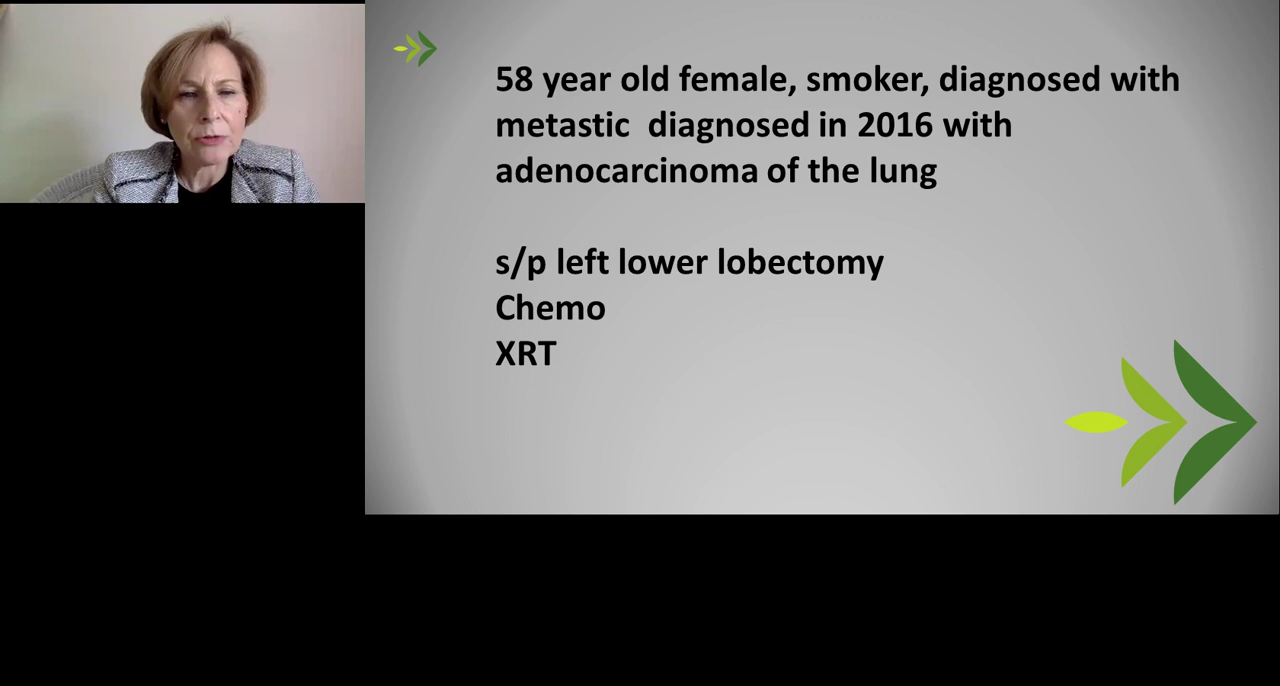 58 year old female, smoker, diagnosed with
metastic  diagnosed in 2016 with
adenocarcinoma of the lung
s/p left lower lobectomy
Chemo
XRT